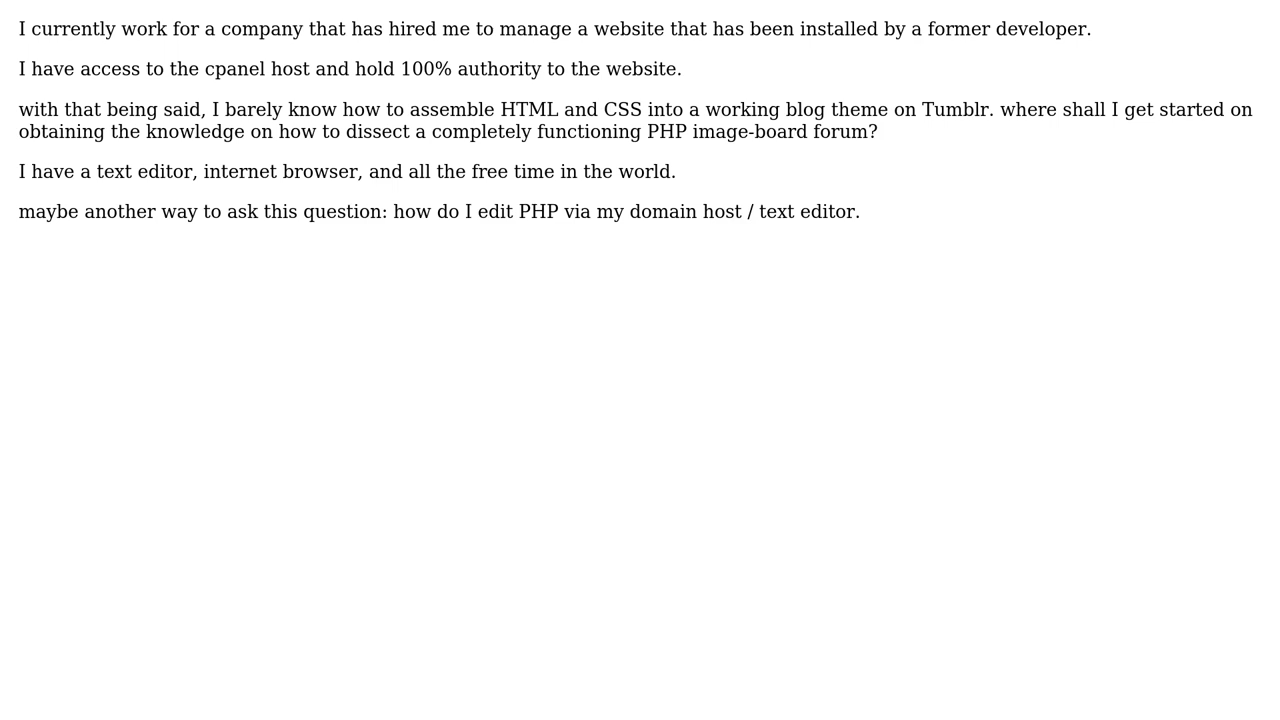 I currently work for a company that has hired me to manage a website that has been installed by a former developer.
I have access to the cpanel host and hold 100% authority to the website.
with that being said, I barely know how to assemble HTML and CSS into a working blog theme on Tumblr. where shall I get started on
obtaining the knowledge on how to dissect a completely functioning PHP image-board forum?
I have a text editor, internet browser, and all the free time in the world.
maybe another way to ask this question: how do I edit PHP via my domain host / text editor.